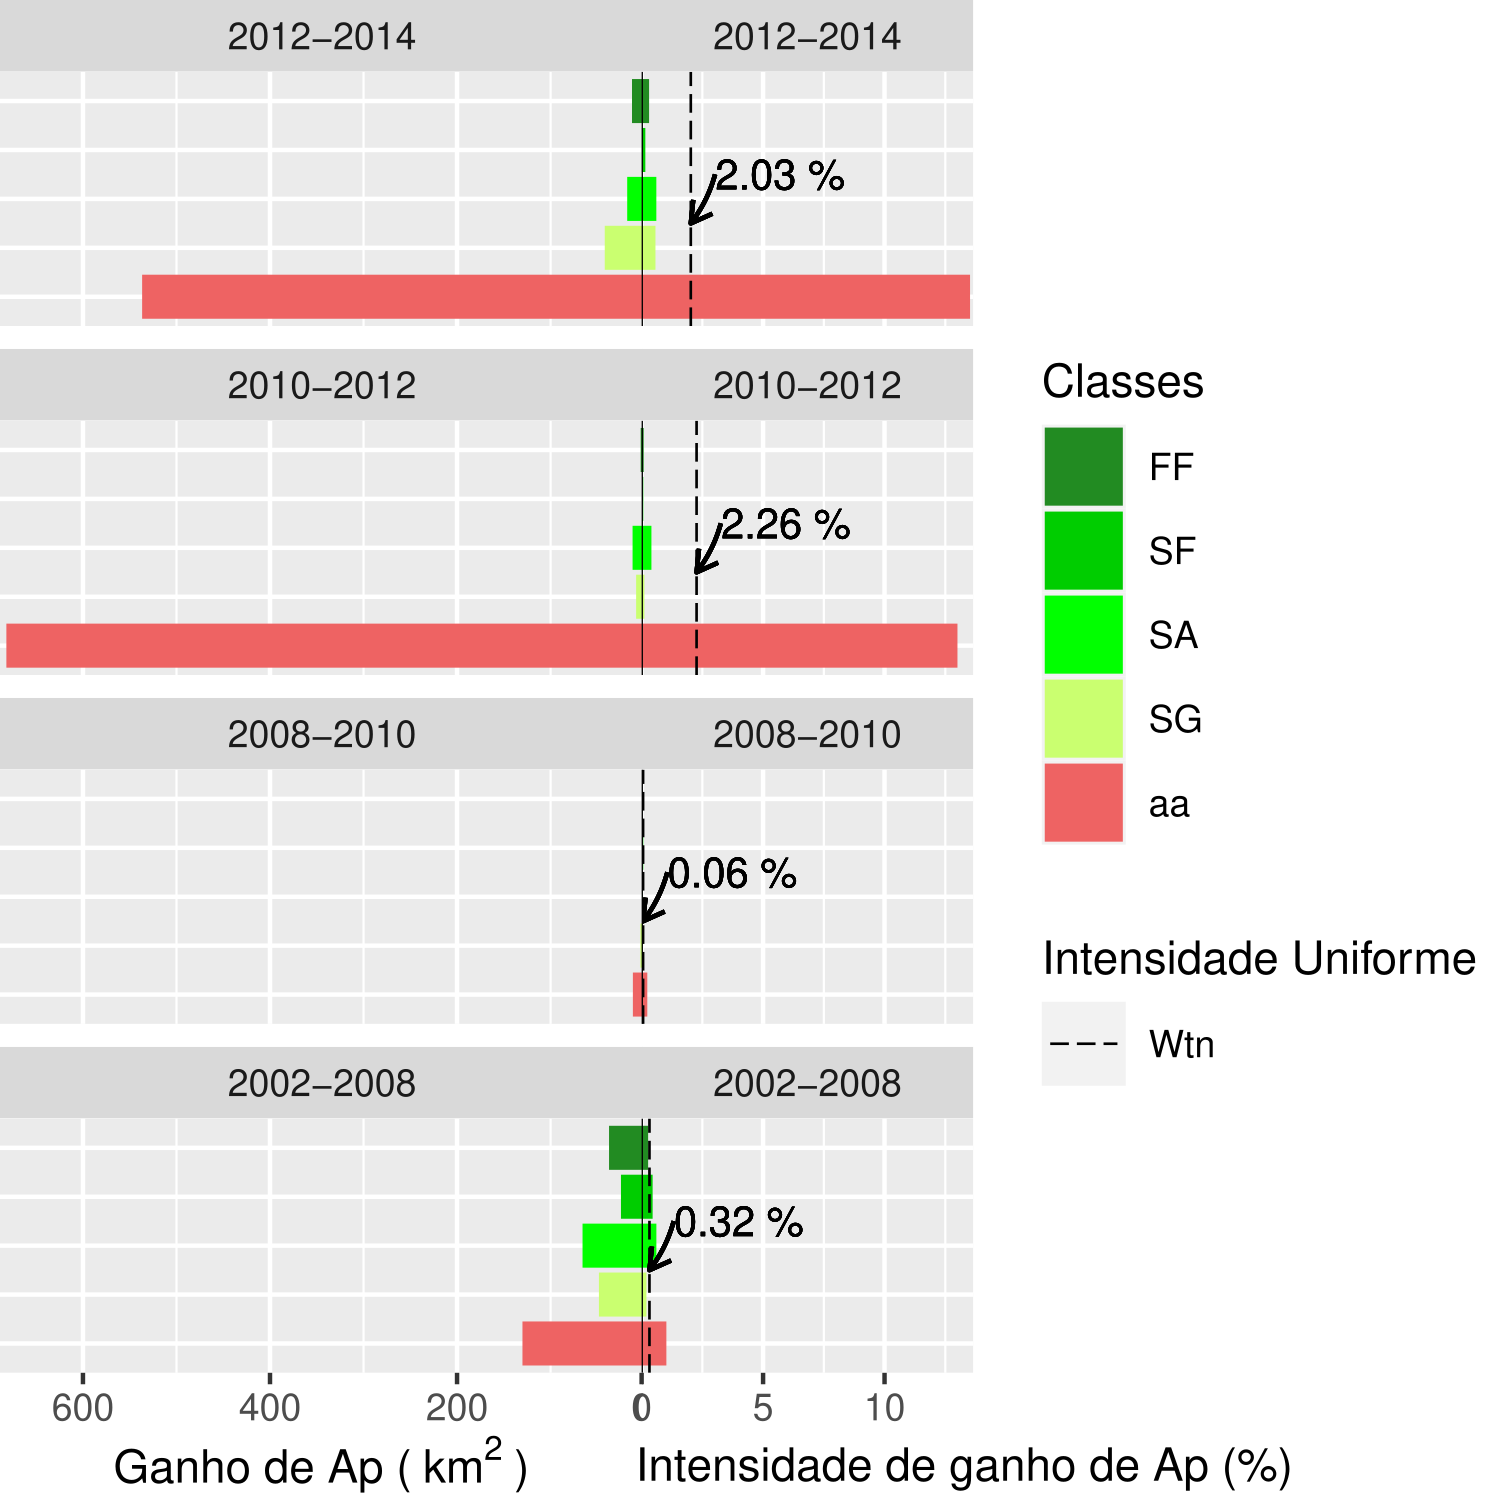 2012–2014 2012–2014
2.03 %
2010–2012 2010–2012
2.26 %
2008–2010 2008–2010
0.06 %
2002–2008 2002–2008
0.32 %
600 400 200 0 0 5 10
Ganho de Ap ( km² ) Intensidade de ganho de Ap (%)
Classes
FF
SF
SA
SG
aa
Intensidade Uniforme
Wtn